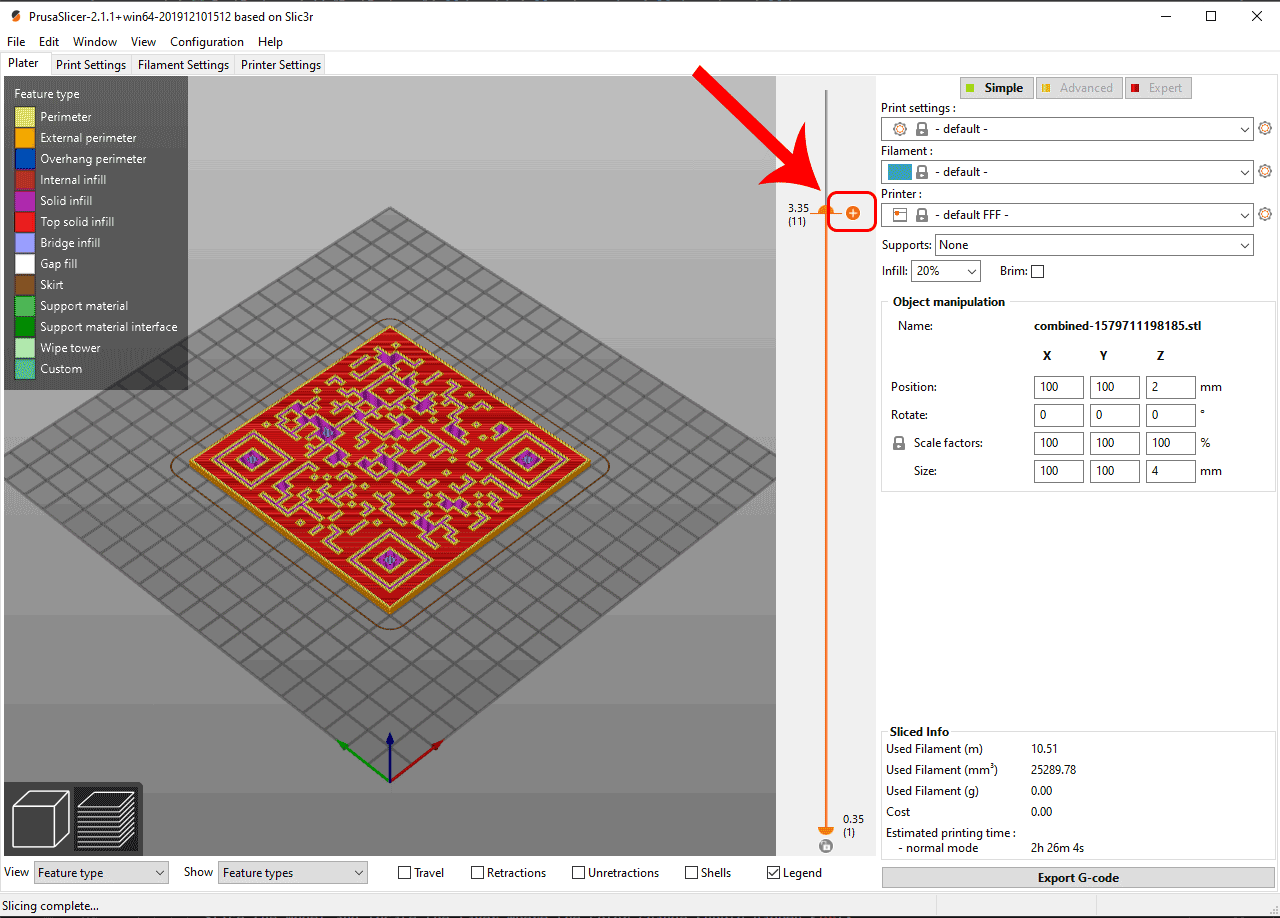 PrusaSlicer-2.1.1+win64-201912101512 based on Slic3r
File Edit Window View Configuration Help
Plater Print Settings Filament Settings Printer Settings
Feature type
Perimeter
External perimeter
Overhang perimeter
Internal infill
Solid infill
Top solid infill
Bridge infill
Gap fill
Skirt
Support material
Support material interface
Wipe tower
Custom
3.35
(11)
0.35
(1)
Simple Advanced Expert
Print settings :
- default -
Filament :
- default -
Printer :
- default FFF -
Supports: None
Infill: 20% Brim:
Object manipulation
Name: combined-1579711198185.stl
X Y Z
Position: 100 100 2 mm
Rotate: 0 0 0 °
Scale factors: 100 100 100 %
Size: 100 100 4 mm
Sliced Info
Used Filament (m) 10.51
Used Filament (mm³) 25289.78
Used Filament (g) 0.00
Cost 0.00
Estimated printing time :
- normal mode 2h 26m 4s
View Feature type Show Feature types Travel Retractions Unretractions Shells Legend
Export G-code
Slicing complete...